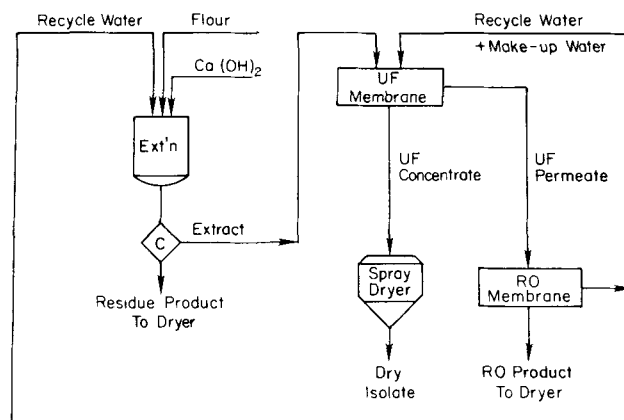 Recycle Water
Flour
Ca (OH)2
Ext'n
C
Extract
Residue Product
To Dryer
Recycle Water
+Make-up Water
UF
Membrane
UF
Concentrate
UF
Permeate
Spray
Dryer
RO
Membrane
Dry
Isolate
RO Product
To Dryer